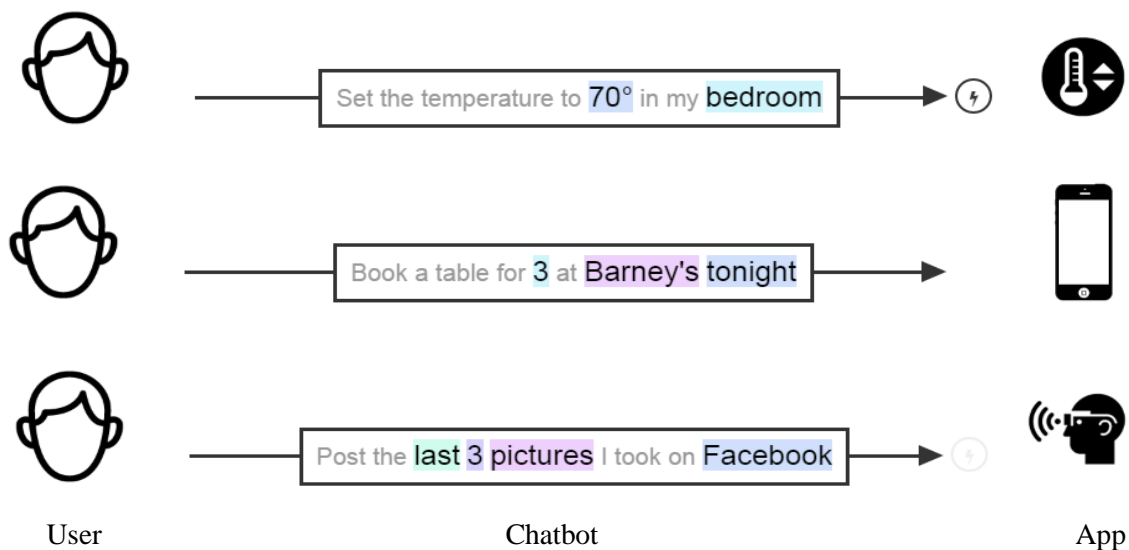 Set the temperature to 70° in my bedroom
Book a table for 3 at Barney's tonight
Post the last 3 pictures I took on Facebook
User Chatbot App